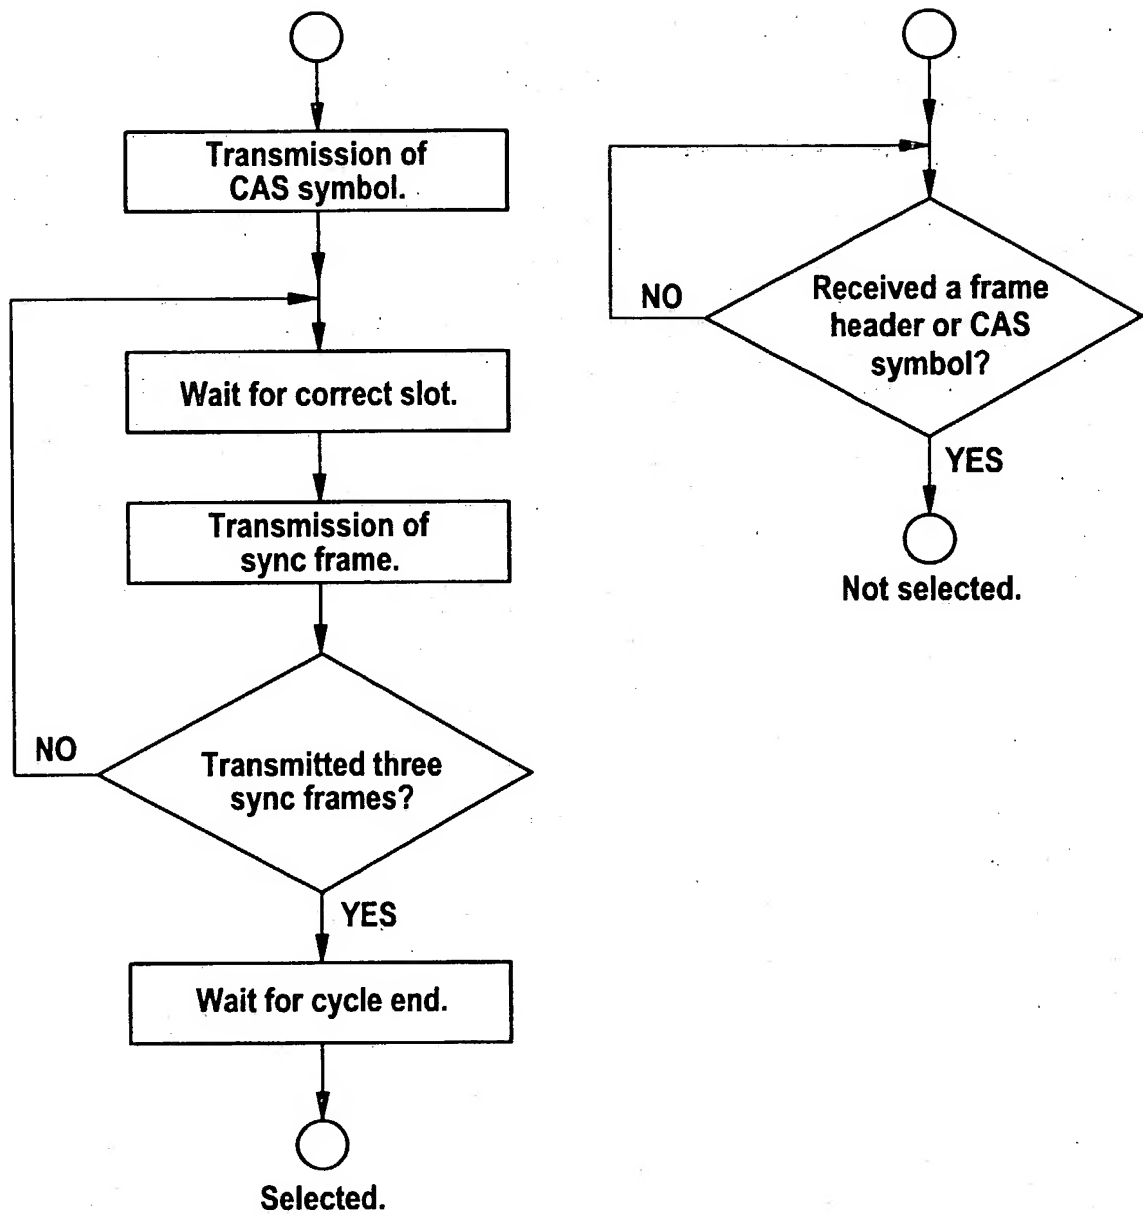 Transmission of
CAS symbol.
Wait for correct slot.
Transmission of
sync frame.
NO
Transmitted three
sync frames?
YES
Wait for cycle end.
Selected.
NO
Received a frame
header or CAS
symbol?
YES
Not selected.